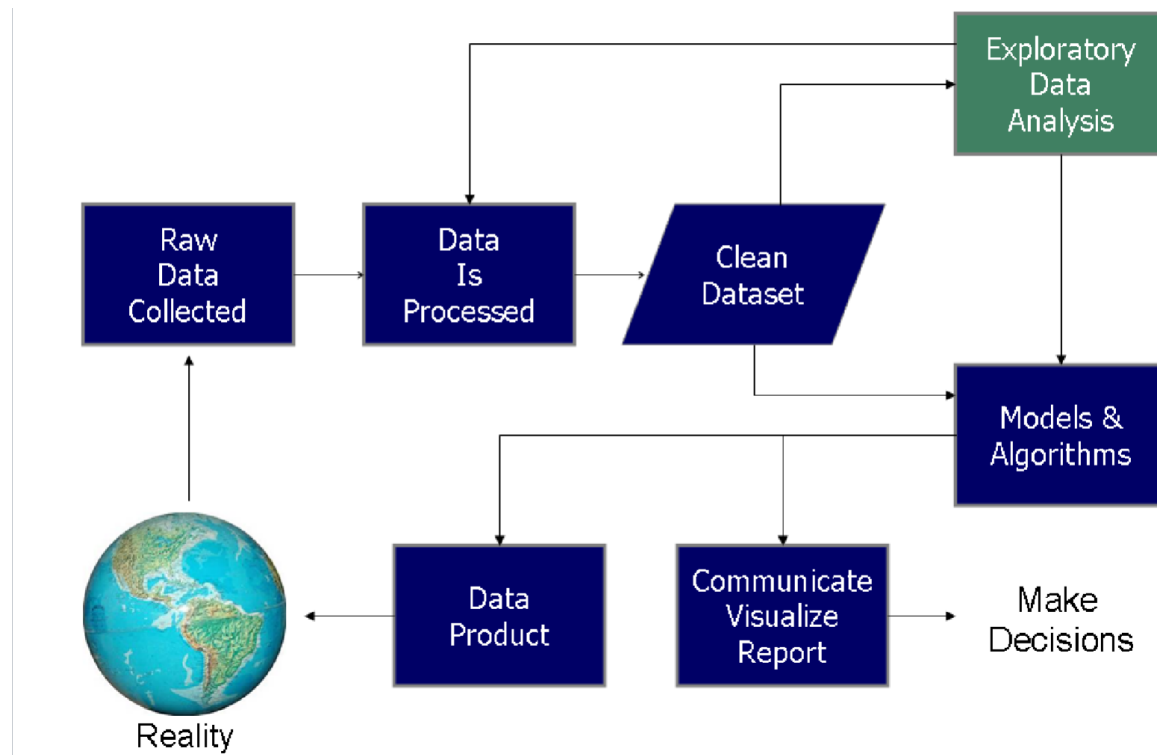 Exploratory
Data
Analysis
Raw
Data
Collected
Data
Is
Processed
Clean
Dataset
Models &
Algorithms
Data
Product
Communicate
Visualize
Report
Make
Decisions
Reality